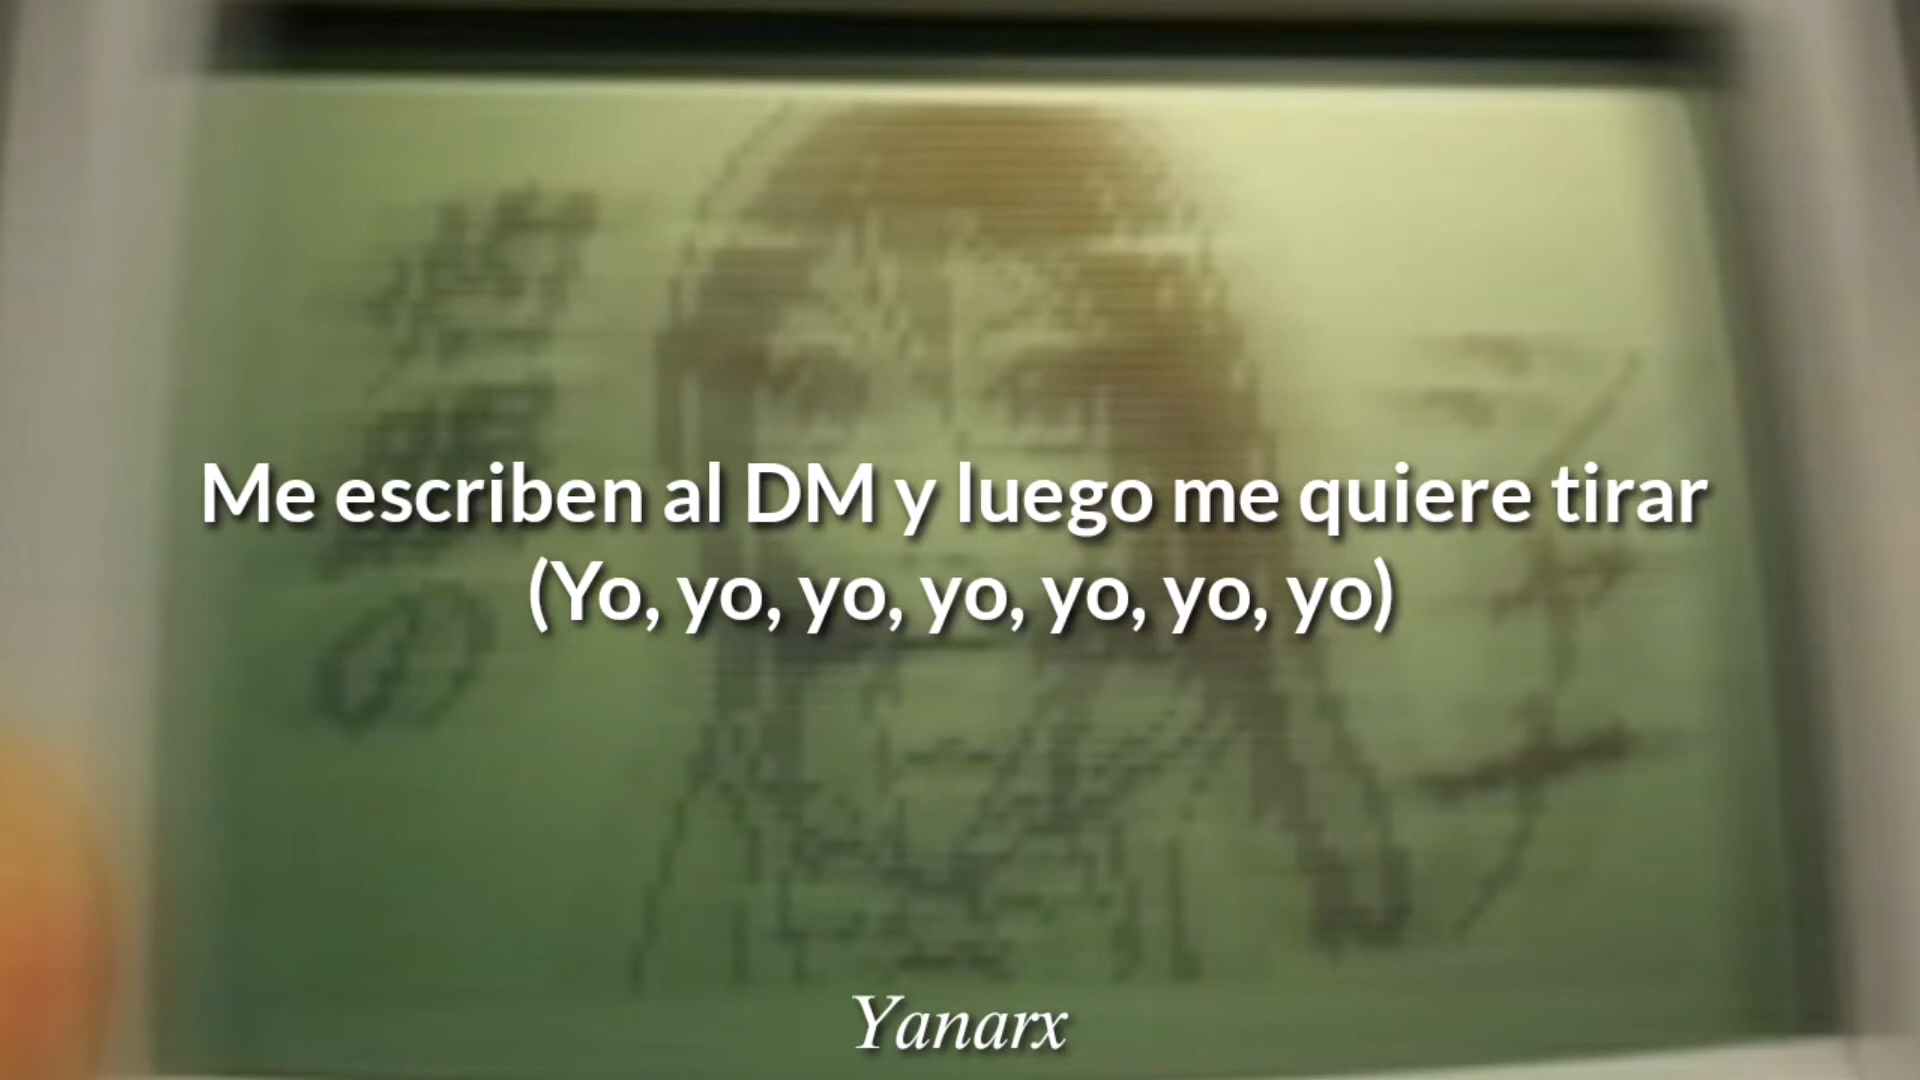 Me escriben al DM y luego me quiere tirar
(Yo, yo, yo, yo, yo, yo, yo)
Yanarx